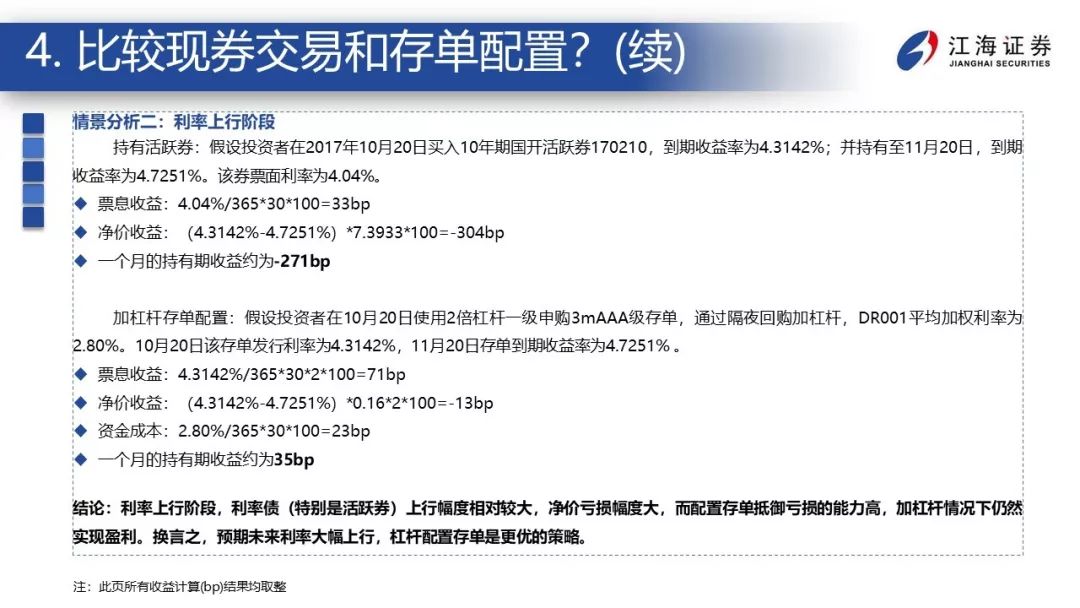 4. 比较现券交易和存单配置？(续)
江海证券
JIANGHAI SECURITIES
情景分析二：利率上行阶段
持有活跃券：假设投资者在2017年10月20日买入10年期国开活跃券170210，到期收益率为4.3142%；并持有至11月20日，到期
收益率为4.7251%。该券票面利率为4.04%。
◆ 票息收益：4.04%/365*30*100=33bp
◆ 净价收益：（4.3142%-4.7251%）*7.3933*100=-304bp
◆ 一个月的持有期收益约为-271bp
加杠杆存单配置：假设投资者在10月20日使用2倍杠杆一级申购3mAAA级存单，通过隔夜回购加杠杆，DR001平均加权利率为
2.80%。10月20日该存单发行利率为4.3142%，11月20日存单到期收益率为4.7251% 。
◆ 票息收益：4.3142%/365*30*2*100=71bp
◆ 净价收益：（4.3142%-4.7251%）*0.16*2*100=-13bp
◆ 资金成本：2.80%/365*30*100=23bp
◆ 一个月的持有期收益约为35bp
结论：利率上行阶段，利率债（特别是活跃券）上行幅度相对较大，净价亏损幅度大，而配置存单抵御亏损的能力高，加杠杆情况下仍然
实现盈利。换言之，预期未来利率大幅上行，杠杆配置存单是更优的策略。
注：此页所有收益计算(bp)结果均取整